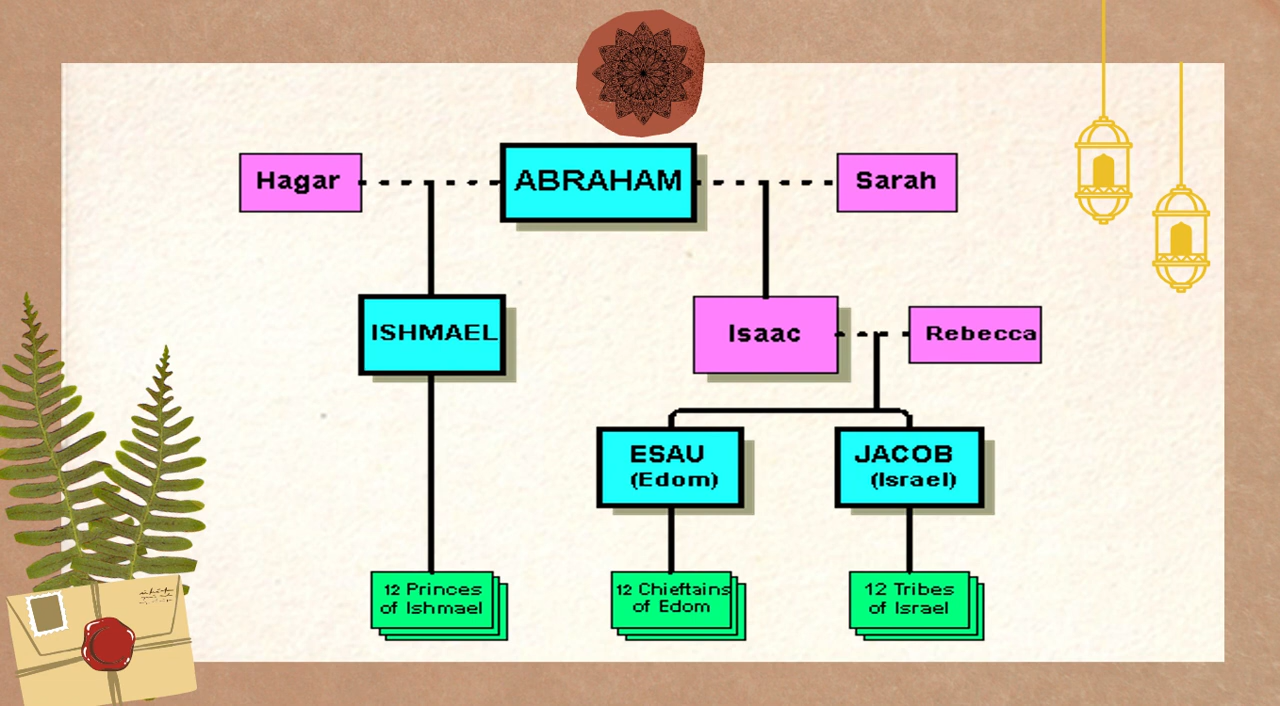 Hagar
ABRAHAM
Sarah
ISHMAEL
Isaac
Rebecca
ESAU
(Edom)
JACOB
(Israel)
12 Princes
of Ishmael
12 Chieftains
of Edom
12 Tribes
of Israel